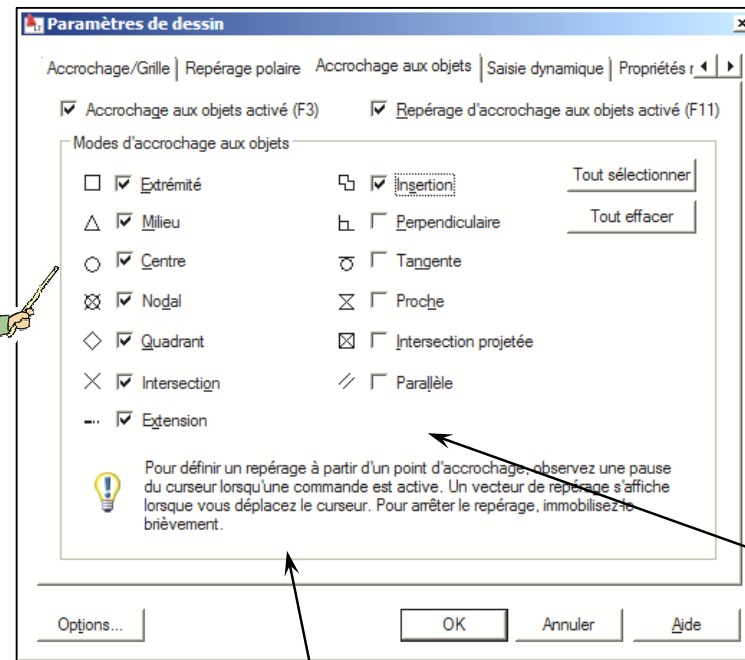 Paramètres de dessin
Accrochage/Grille Repérage polaire Accrochage aux objets Saisie dynamique Propriétés r
Accrochage aux objets activé (F3) Repérage d'accrochage aux objets activé (F11)
Modes d'accrochage aux objets
Extrémité Insertion Tout sélectionner
Milieu Perpendiculaire Tout effacer
Centre Tangente
Nodal Proche
Quadrant Intersection projetée
Intersection Parallèle
Extension
Pour définir un repérage à partir d'un point d'accrochage, observez une pause
du curseur lorsqu'une commande est active. Un vecteur de repérage s'affiche
lorsque vous déplacez le curseur. Pour arrêter le repérage, immobilisez-le
brièvement.
Options... OK Annuler Aide